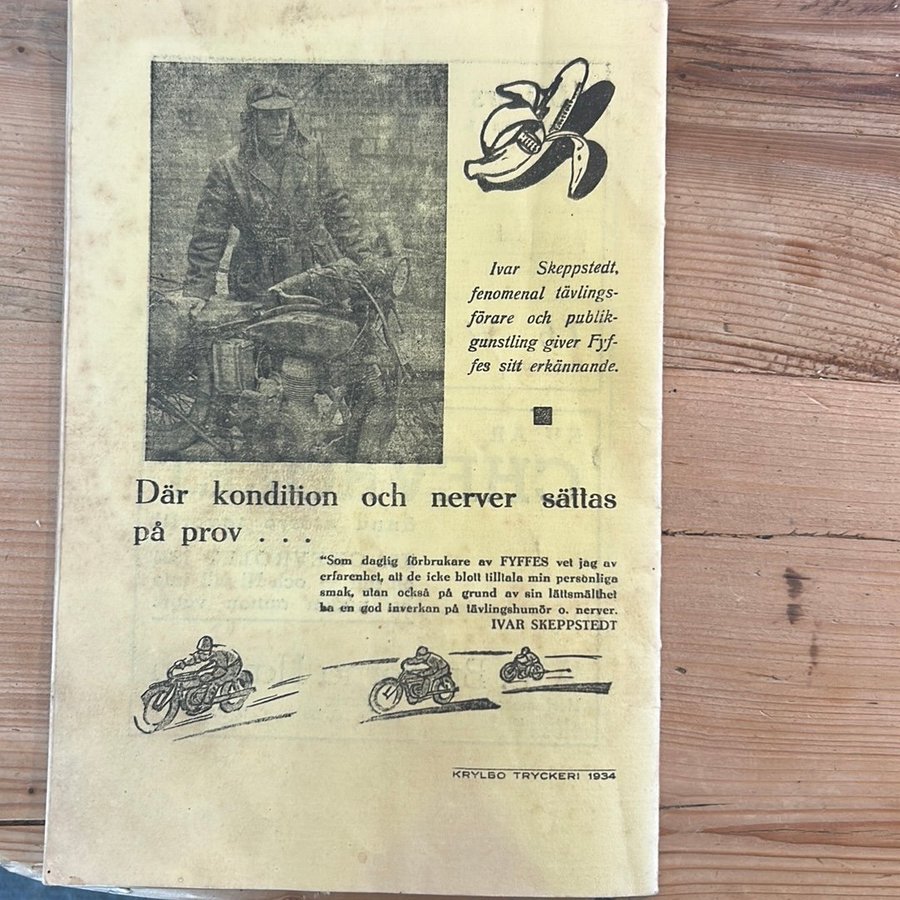 Ivar Skeppstedt,
fenomenal tävlings-
förare och publik-
gunstling giver Fyf-
fes sitt erkännande.
Där kondition och nerver sättas
på prov . . .
"Som daglig förbrukare av FYFFES vet jag av
erfarenhet, att de icke blott tilltala min personliga
smak, utan också på grund av sin lättsmälthet
ha en god inverkan på tävlingshumör o. nerver.
IVAR SKEPPSTEDT
KRYLBO TRYCKERI 1934